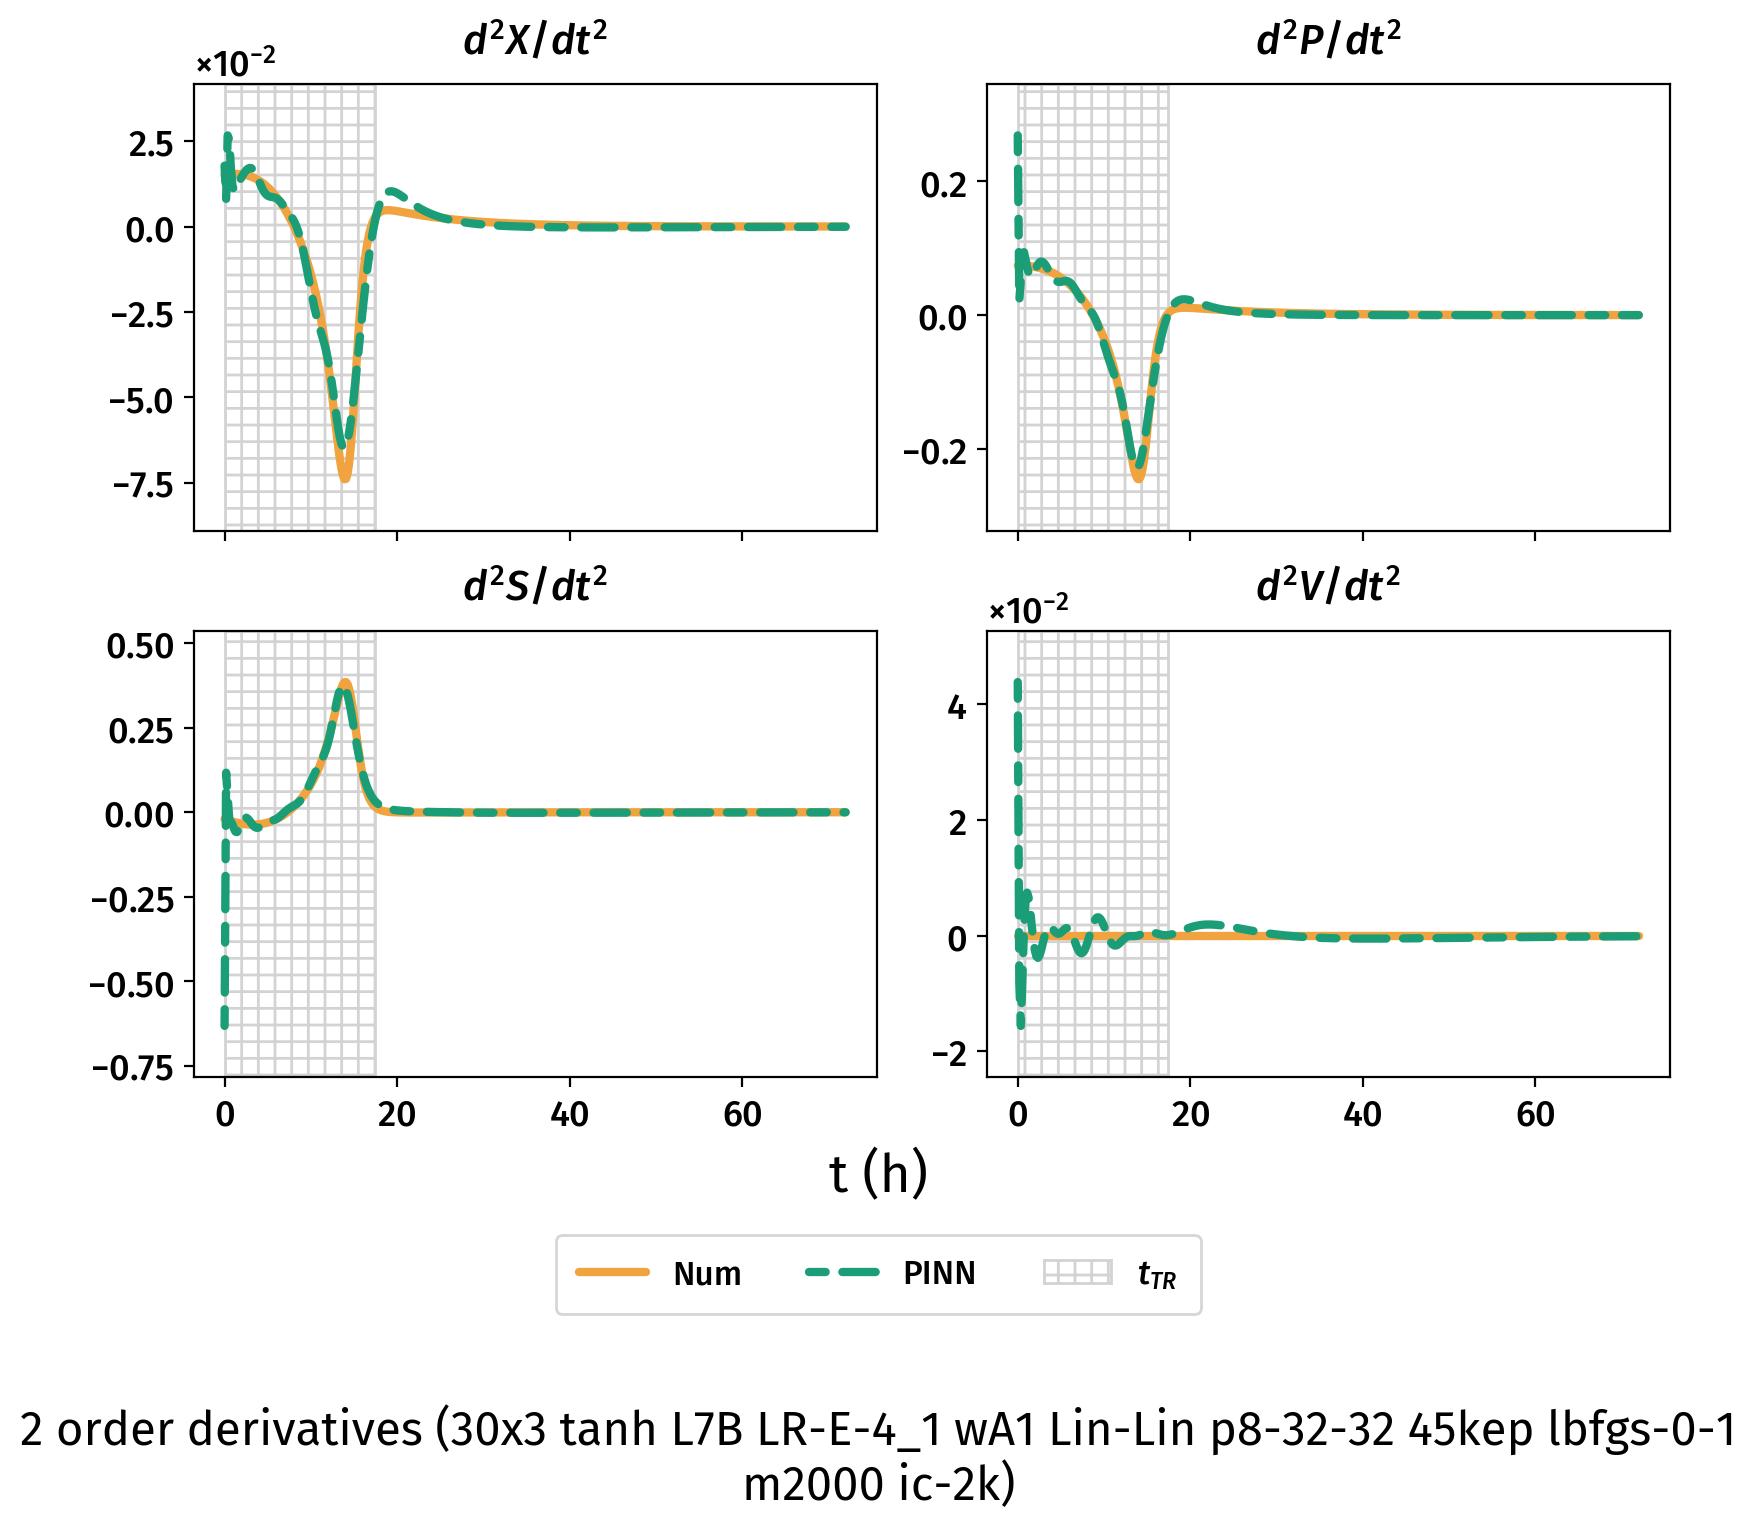 d²X/dt²
×10⁻²
2.5
0.0
−2.5
−5.0
−7.5
d²P/dt²
0.2
0.0
−0.2
d²S/dt²
0.50
0.25
0.00
−0.25
−0.50
−0.75
0 20 40 60
d²V/dt²
×10⁻²
4
2
0
−2
0 20 40 60
t (h)
Num PINN t_TR
2 order derivatives (30x3 tanh L7B LR-E-4_1 wA1 Lin-Lin p8-32-32 45kep lbfgs-0-1
m2000 ic-2k)